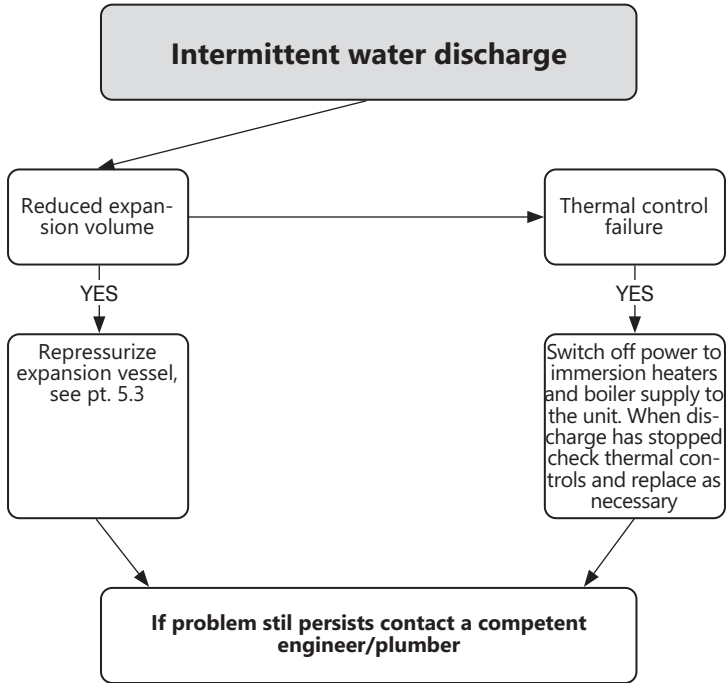 Intermittent water discharge
Reduced expan-
sion volume
Thermal control
failure
YES
YES
Repressurize
expansion vessel,
see pt. 5.3
Switch off power to
immersion heaters
and boiler supply to
the unit. When dis-
charge has stopped
check thermal con-
trols and replace as
necessary
If problem stil persists contact a competent
engineer/plumber